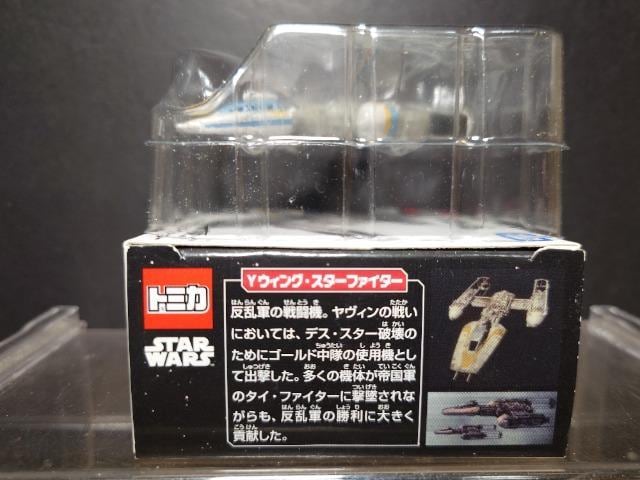 トミカ
STAR
WARS
Yウィング・スターファイター
反乱軍の戦闘機。ヤヴィンの戦い
においては、デス・スター破壊の
ためにゴールド中隊の使用機とし
て出撃した。多くの機体が帝国軍
のタイ・ファイターに撃墜されな
がらも、反乱軍の勝利に大きく
貢献した。